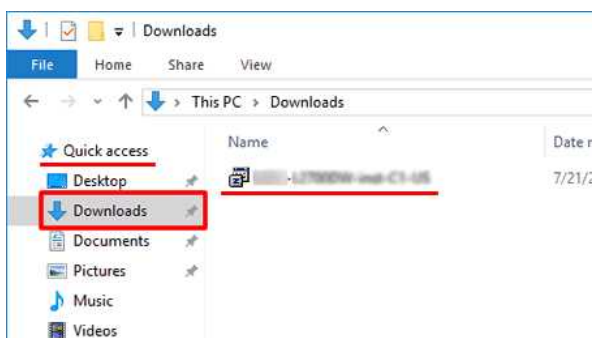 Downloads
File Home Share View
This PC > Downloads
Quick access
Name
Date
Desktop
7/21/2
Downloads
Documents
Pictures
Music
Videos